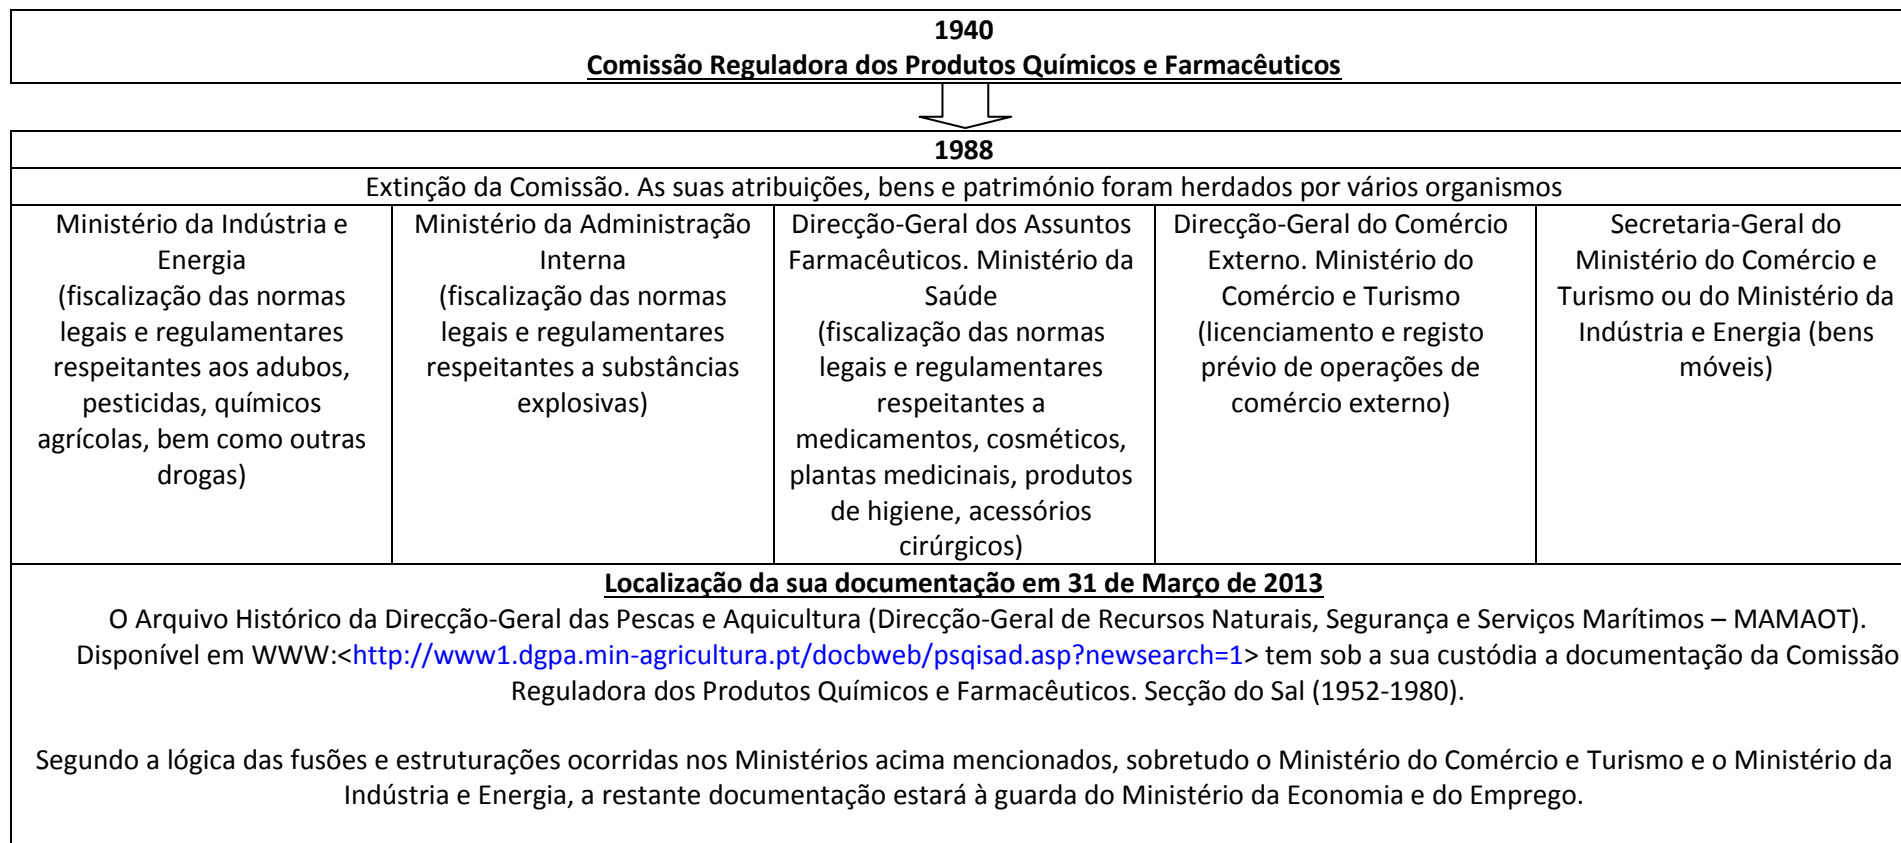 1940
Comissão Reguladora dos Produtos Químicos e Farmacêuticos
1988
Extinção da Comissão. As suas atribuições, bens e património foram herdados por vários organismos
Ministério da Indústria e
Energia
(fiscalização das normas
legais e regulamentares
respeitantes aos adubos,
pesticidas, químicos
agrícolas, bem como outras
drogas)
Ministério da Administração
Interna
(fiscalização das normas
legais e regulamentares
respeitantes a substâncias
explosivas)
Direcção-Geral dos Assuntos
Farmacêuticos. Ministério da
Saúde
(fiscalização das normas
legais e regulamentares
respeitantes a
medicamentos, cosméticos,
plantas medicinais, produtos
de higiene, acessórios
cirúrgicos)
Direcção-Geral do Comércio
Externo. Ministério do
Comércio e Turismo
(licenciamento e registo
prévio de operações de
comércio externo)
Secretaria-Geral do
Ministério do Comércio e
Turismo ou do Ministério da
Indústria e Energia (bens
móveis)
Localização da sua documentação em 31 de Março de 2013
O Arquivo Histórico da Direcção-Geral das Pescas e Aquicultura (Direcção-Geral de Recursos Naturais, Segurança e Serviços Marítimos – MAMAOT).
Disponível em WWW:<http://www1.dgpa.min-agricultura.pt/docbweb/psqisad.asp?newsearch=1> tem sob a sua custódia a documentação da Comissão
Reguladora dos Produtos Químicos e Farmacêuticos. Secção do Sal (1952-1980).
Segundo a lógica das fusões e estruturações ocorridas nos Ministérios acima mencionados, sobretudo o Ministério do Comércio e Turismo e o Ministério da
Indústria e Energia, a restante documentação estará à guarda do Ministério da Economia e do Emprego.